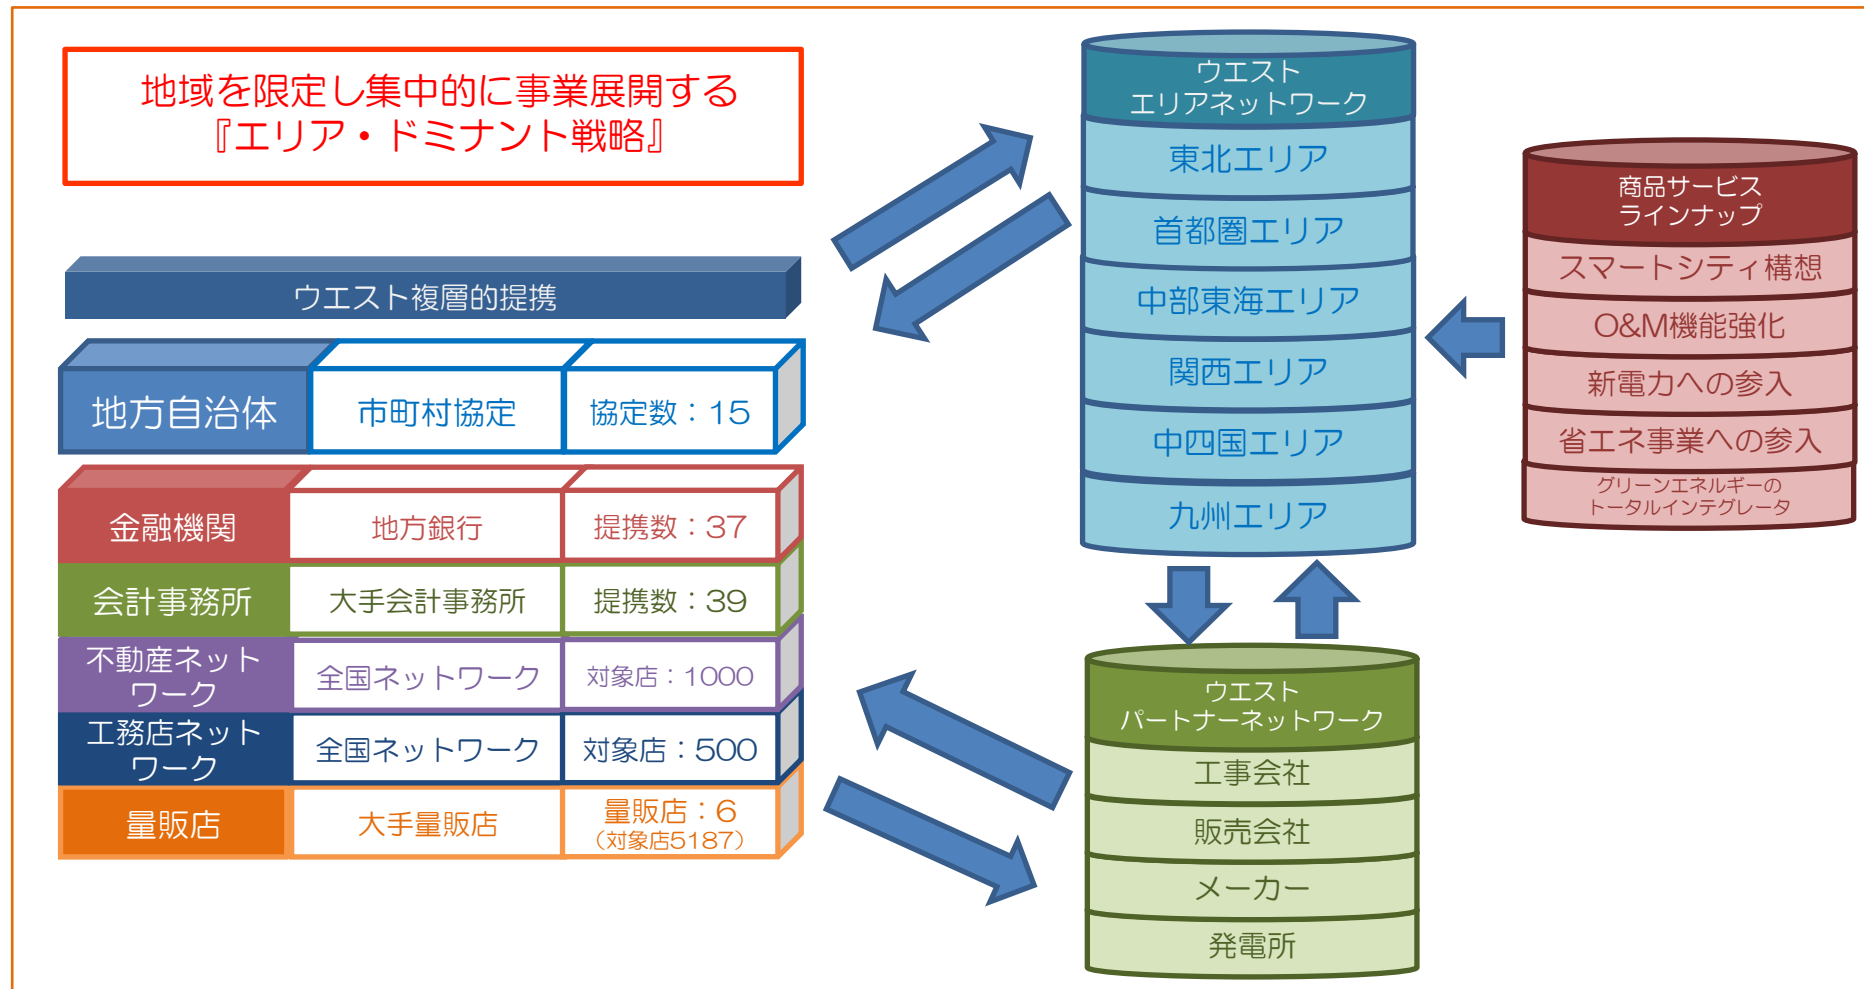 地域を限定し集中的に事業展開する
『エリア・ドミナント戦略』
ウエスト複層的提携
地方自治体 市町村協定 協定数：15
金融機関 地方銀行 提携数：37
会計事務所 大手会計事務所 提携数：39
不動産ネット
ワーク
全国ネットワーク 対象店：1000
工務店ネット
ワーク
全国ネットワーク 対象店：500
量販店 大手量販店 量販店：6
（対象店5187）
ウエスト
エリアネットワーク
東北エリア
首都圏エリア
中部東海エリア
関西エリア
中四国エリア
九州エリア
ウエスト
パートナーネットワーク
工事会社
販売会社
メーカー
発電所
商品サービス
ラインナップ
スマートシティ構想
O&M機能強化
新電力への参入
省エネ事業への参入
グリーンエネルギーの
トータルインテグレータ